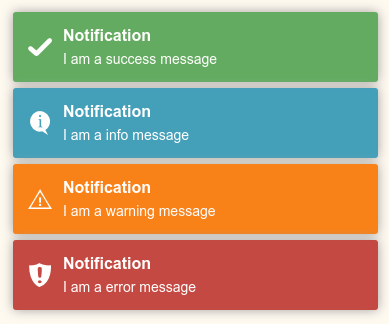 Notification
I am a success message
Notification
I am a info message
Notification
I am a warning message
Notification
I am a error message